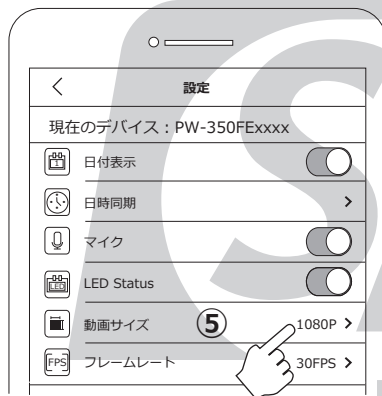 設定
現在のデバイス：PW-350FExxxx
日付表示
日時同期
マイク
LED Status
動画サイズ ⑤ 1080P
FPS フレームレート 30FPS